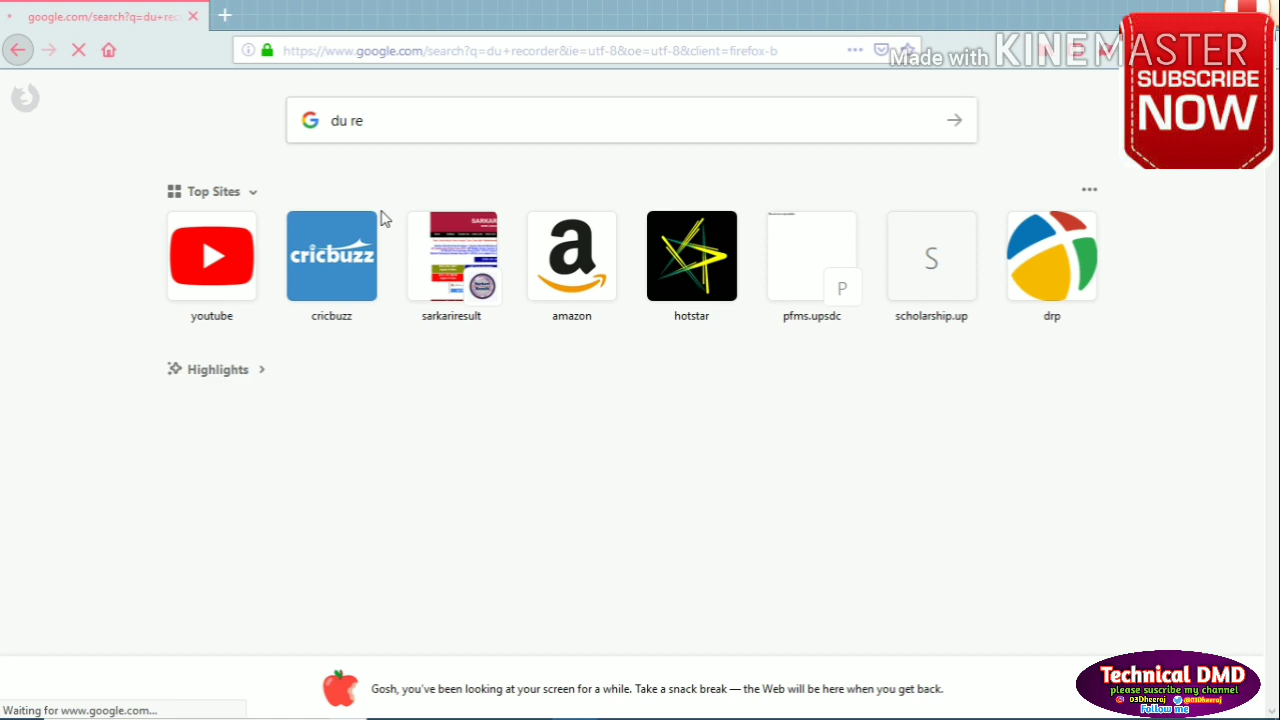 google.com/search?q=du+rec
https://www.google.com/search?q=du+recorder&ie=utf-8&oe=utf-8&client=firefox-b
Made with KINEMASTER
SUBSCRIBE
NOW
du re
Top Sites
cricbuzz
SARKAR
a
P
S
youtube
cricbuzz
sarkariresult
amazon
hotstar
pfms.upsdc
scholarship.up
drp
Highlights
Gosh, you've been looking at your screen for a while. Take a snack break — the Web will be here when you get back.
Technical DMD
please suscribe my channel
D3Dheeraj @D3Dheeraj
Follow me
Waiting for www.google.com...